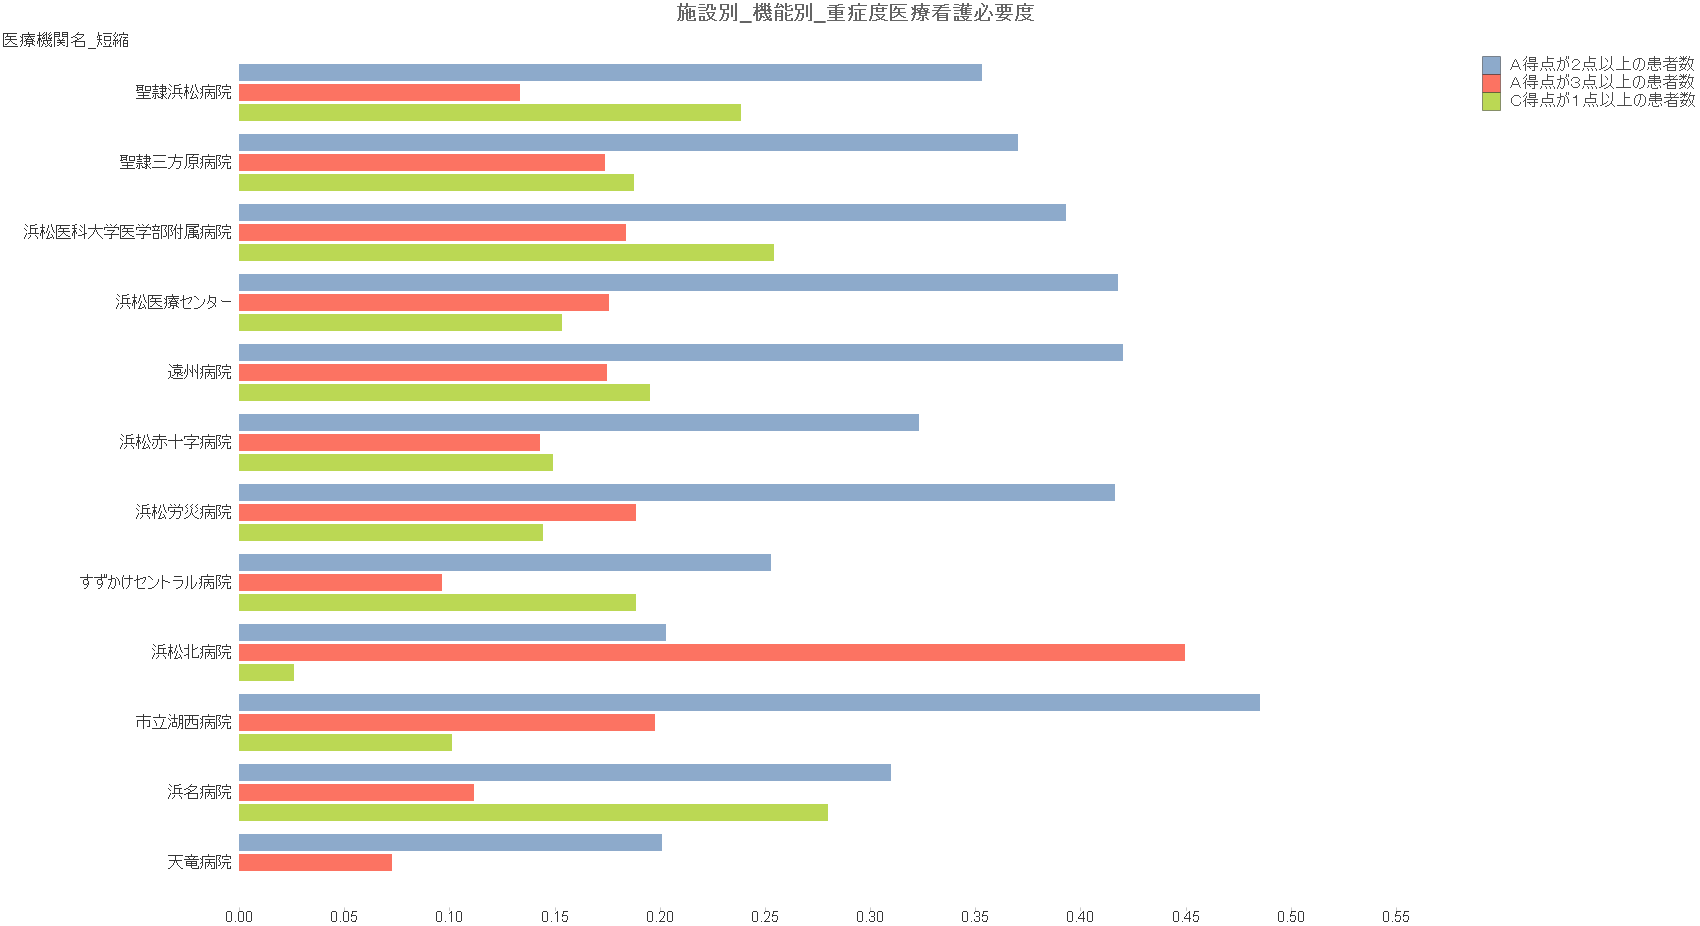 施設別_機能別_重症度医療看護必要度
医療機関名_短縮
A得点が2点以上の患者数
A得点が3点以上の患者数
C得点が1点以上の患者数
聖隷浜松病院
聖隷三方原病院
浜松医科大学医学部附属病院
浜松医療センター
遠州病院
浜松赤十字病院
浜松労災病院
すずかけセントラル病院
浜松北病院
市立湖西病院
浜名病院
天竜病院
0.00 0.05 0.10 0.15 0.20 0.25 0.30 0.35 0.40 0.45 0.50 0.55